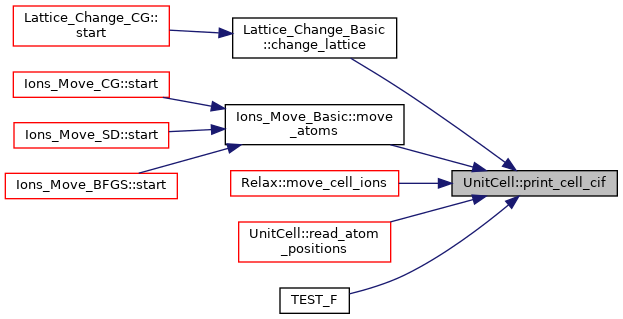 Lattice_Change_CG::
start
Lattice_Change_Basic
::change_lattice
Ions_Move_CG::start
Ions_Move_Basic::move
_atoms
Ions_Move_SD::start
Ions_Move_BFGS::start
Relax::move_cell_ions
UnitCell::print_cell_cif
UnitCell::read_atom
_positions
TEST_F